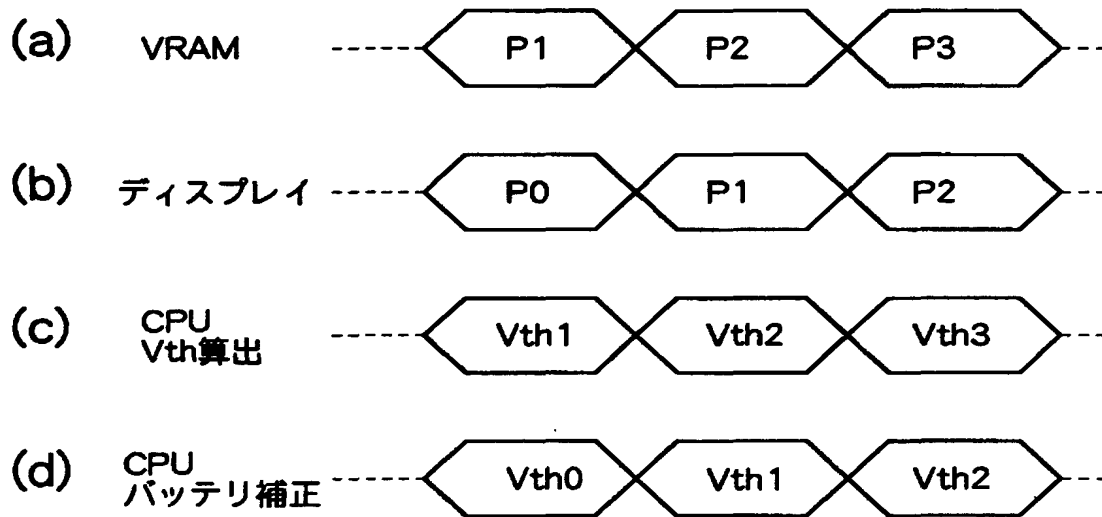 (a) VRAM P1 P2 P3
(b) ディスプレイ P0 P1 P2
(c) CPU
Vth算出 Vth1 Vth2 Vth3
(d) CPU
バッテリ補正 Vth0 Vth1 Vth2